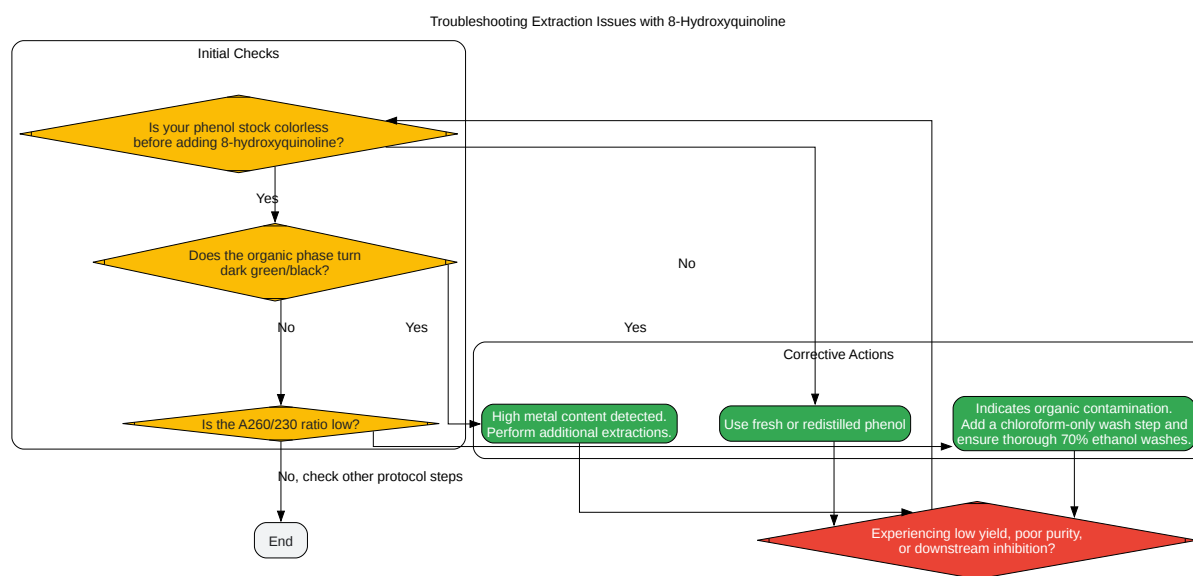 Troubleshooting Extraction Issues with 8-Hydroxyquinoline
Initial Checks
Is your phenol stock colorless
before adding 8-hydroxyquinoline?
Yes
Does the organic phase turn
dark green/black?
No
No
Yes
Yes
Corrective Actions
Is the A260/230 ratio low?
High metal content detected.
Perform additional extractions.
Use fresh or redistilled phenol
Indicates organic contamination.
Add a chloroform-only wash step and
ensure thorough 70% ethanol washes.
No, check other protocol steps
End
Experiencing low yield, poor purity,
or downstream inhibition?